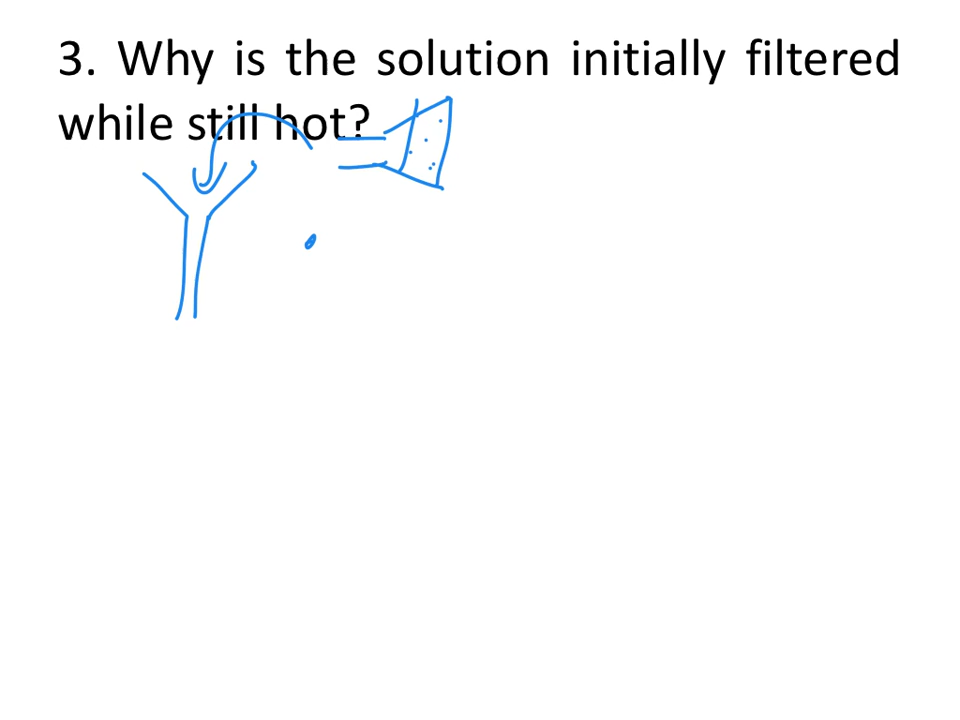 3. Why is the solution initially filtered
while still hot?